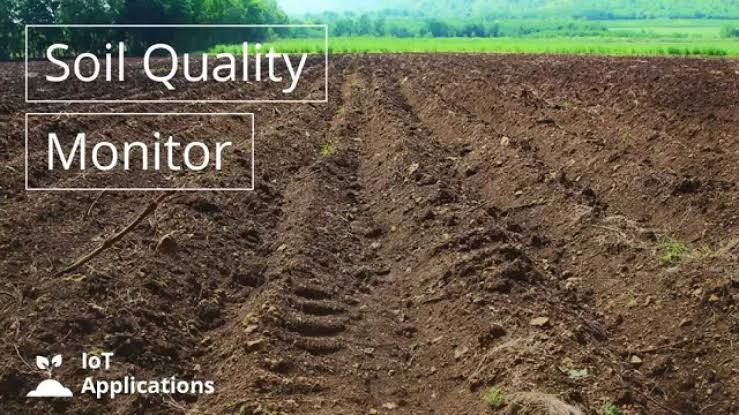 Soil Quality
Monitor
IoT
Applications